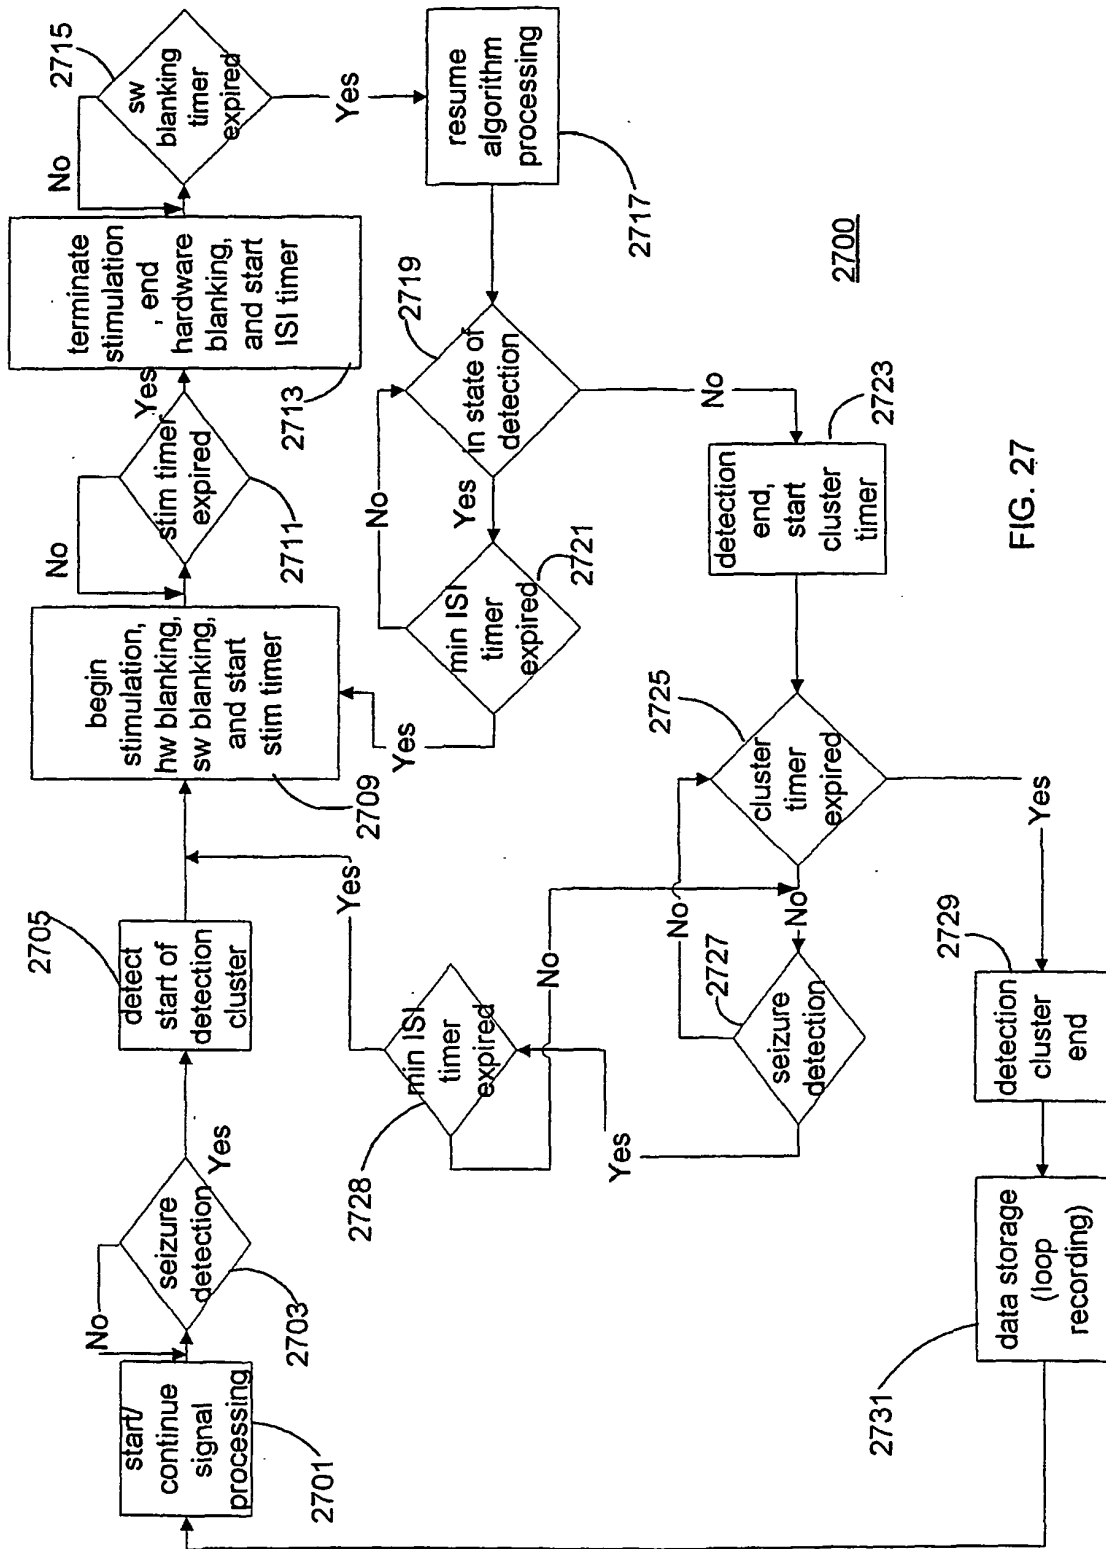 start/
continue
signal
processing
2701
No
seizure
detection
2703
Yes
detect
start of
detection
cluster
2705
begin
stimulation,
hw blanking,
sw blanking,
and start
stim timer
2709
No
stim timer
expired
2711
Yes
terminate
stimulation
, end
hardware
blanking,
and start
ISI timer
2713
No
sw
blanking
timer
expired
2715
Yes
resume
algorithm
processing
2717
in state of
detection
2719
Yes
No
min ISI
timer
expired
2721
Yes
No
detection
end,
start
cluster
timer
2723
cluster
timer
expired
2725
No
No
seizure
detection
2727
Yes
min ISI
timer
expired
2728
Yes
No
Yes
detection
cluster
end
2729
data storage
(loop
recording)
2731
2700
FIG. 27